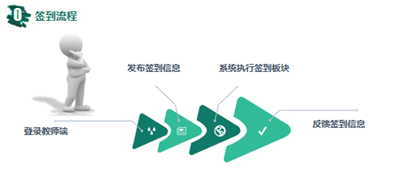 0 签到流程
发布签到信息
系统执行签到板块
登录教师端
反馈签到信息